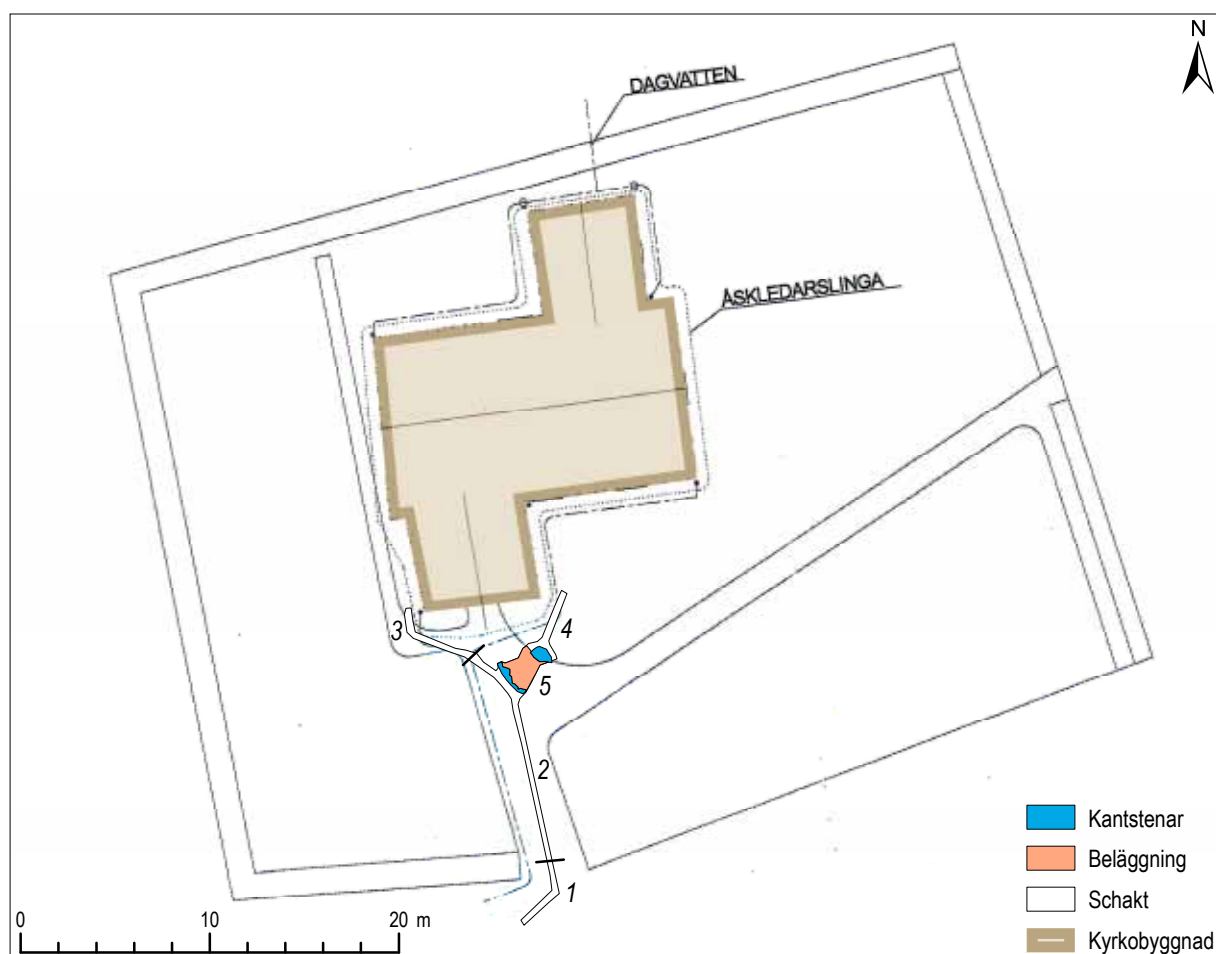 N
DAGVATTEN
ÅSKLEDARSLINGA
3
4
5
2
1
Kantstenar
Beläggning
Schakt
Kyrkobyggnad
0 10 20 m